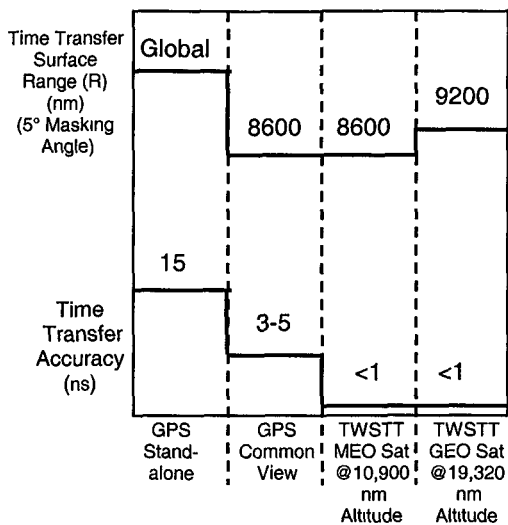 Time Transfer
Surface
Range (R)
(nm)
(5° Masking
Angle)
Global
8600
8600
9200
Time
Transfer
Accuracy
(ns)
15
3-5
<1
<1
GPS
Stand-
alone
GPS
Common
View
TWSTT
MEO Sat
@10,900
nm
Altitude
TWSTT
GEO Sat
@19,320
nm
Altitude